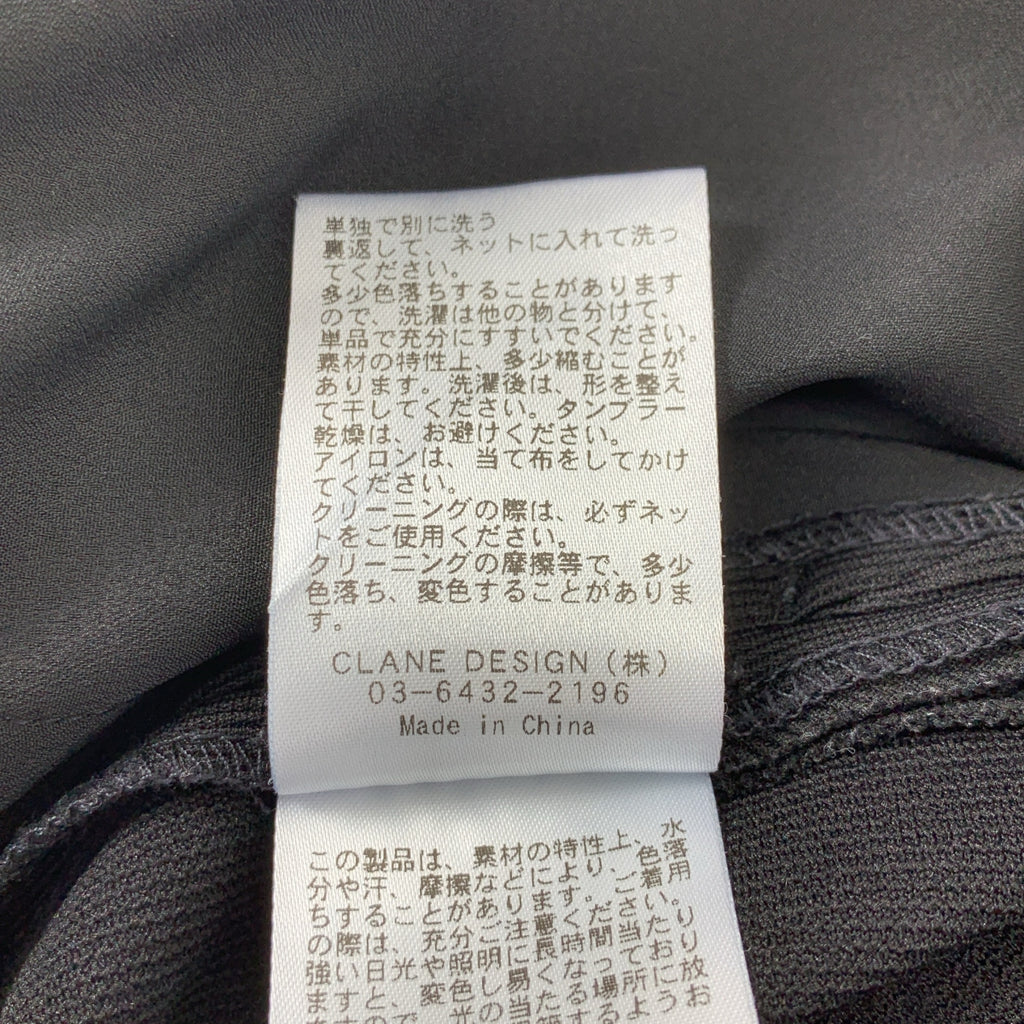 単独で別に洗う
裏返して、ネットに入れて洗っ
てください。
多少色落ちすることがあります
ので、洗濯は他の物と分けて、
単品で充分にすすいでください。
素材の特性上、多少縮むことが
あります。洗濯後は、形を整え
て干してください。タンブラー
乾燥は、お避けください。
アイロンは、当て布をしてかけ
てください。
クリーニングの際は、必ずネッ
トをご使用ください。
クリーニングの摩擦等で、多少
色落ち、変色することがありま
す。
CLANE DESIGN (株)
03-6432-2196
Made in China
この製品は、素材の特性上、水
分や汗、摩擦などにより、色落
ちすることがあります。ご着用
の際は、充分ご注意ください。
強い日光や照明に長時間当たり
ますと、変色し易く